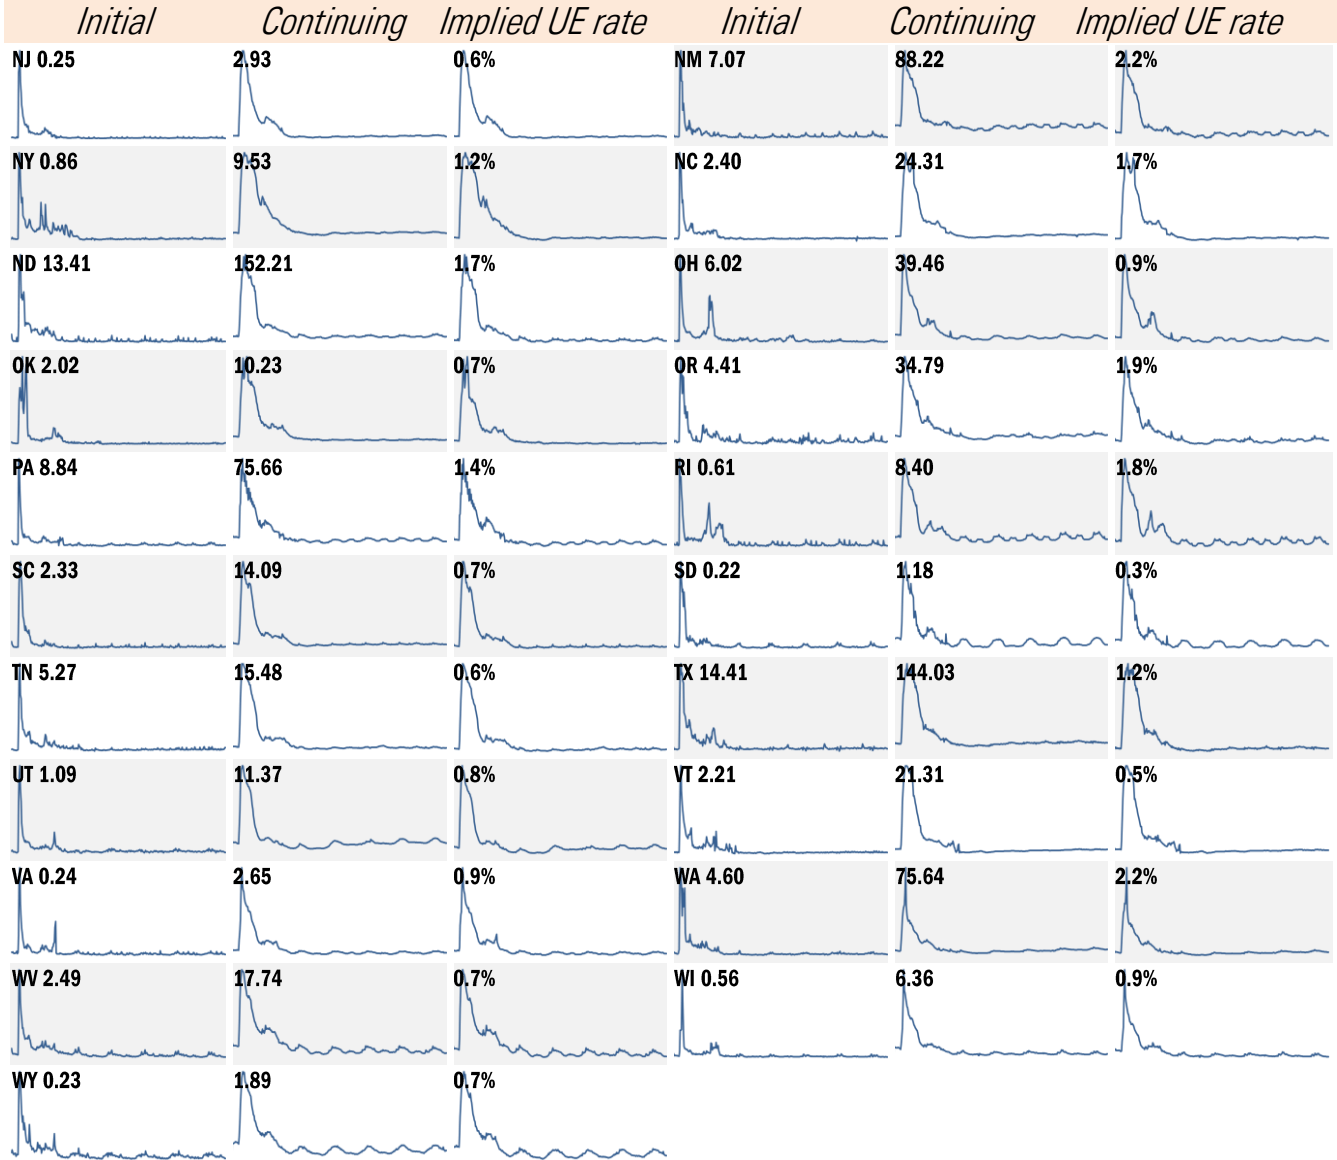 Initial Continuing Implied UE rate Initial Continuing Implied UE rate
NJ 0.25 2.93 0.6% NM 7.07 88.22 2.2%
NY 0.86 9.53 1.2% NC 2.40 24.31 1.7%
ND 13.41 152.21 1.7% OH 6.02 39.46 0.9%
OK 2.02 10.23 0.7% OR 4.41 34.79 1.9%
PA 8.84 75.66 1.4% RI 0.61 8.40 1.8%
SC 2.33 14.09 0.7% SD 0.22 1.18 0.3%
TN 5.27 15.48 0.6% TX 14.41 144.03 1.2%
UT 1.09 11.37 0.8% VT 2.21 21.31 0.5%
VA 0.24 2.65 0.9% WA 4.60 75.64 2.2%
WV 2.49 17.74 0.7% WI 0.56 6.36 0.9%
WY 0.23 1.89 0.7%